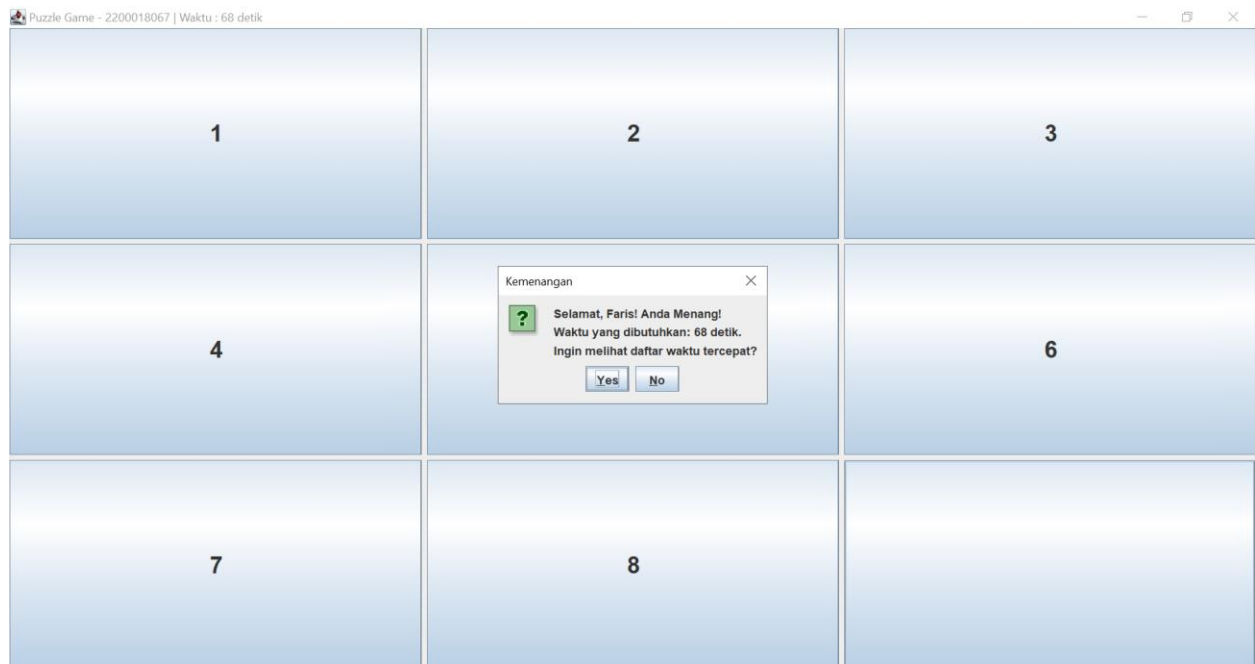 Puzzle Game - 2200018067 | Waktu : 68 detik
1
2
3
4
Kemenangan
?
Selamat, Faris! Anda Menang!
Waktu yang dibutuhkan: 68 detik.
Ingin melihat daftar waktu tercepat?
Yes
No
6
7
8